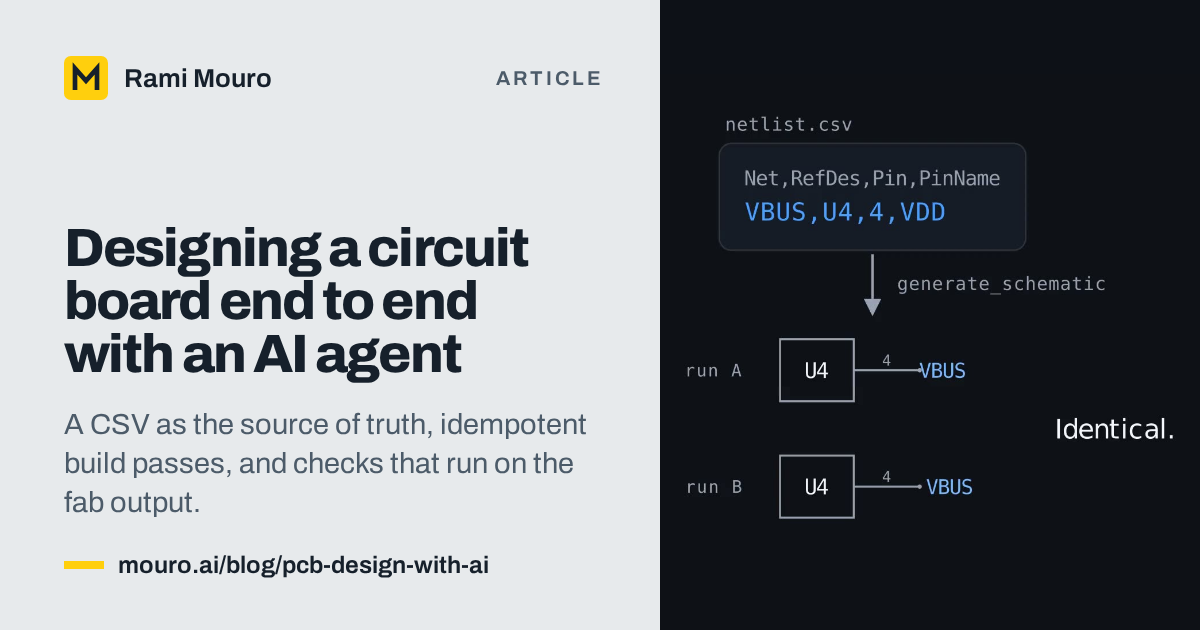 M
Rami Mouro
ARTICLE
Designing a circuit
board end to end
with an AI agent
A CSV as the source of truth, idempotent
build passes, and checks that run on the
fab output.
mouro.ai/blog/pcb-design-with-ai
netlist.csv
Net,RefDes,Pin,PinName
VBUS,U4,4,VDD
generate_schematic
run A
U4
4
VBUS
Identical.
run B
U4
4
VBUS